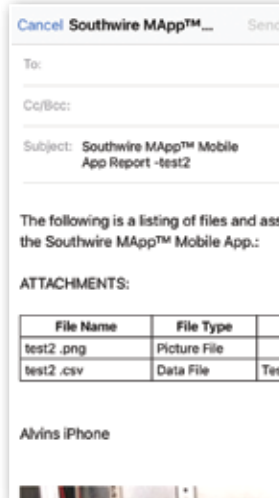 Cancel Southwire MApp™... Send
To:
Cc/Bcc:
Subject: Southwire MApp™ Mobile
App Report -test2
The following is a listing of files and ass
the Southwire MApp™ Mobile App.:
ATTACHMENTS:
File Name File Type
test2 .png Picture File
test2 .csv Data File Tes
Alvins iPhone